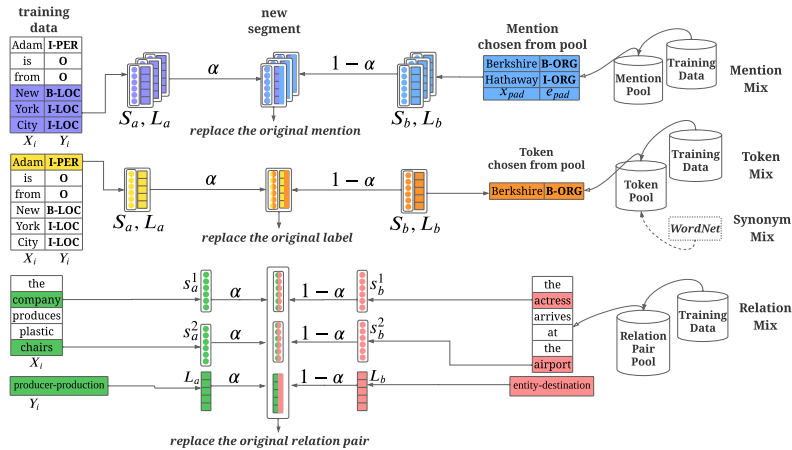 training
data
new
segment
Mention
chosen from pool
Adam I-PER
is O
from O
New B-LOC
York I-LOC
City I-LOC
X_i Y_i
S_a, L_a
α
1 − α
S_b, L_b
Berkshire B-ORG
Hathaway I-ORG
x_pad e_pad
Mention
Pool
Training
Data
Mention
Mix
replace the original mention
Adam I-PER
is O
from O
New B-LOC
York I-LOC
City I-LOC
X_i Y_i
S_a, L_a
α
1 − α
S_b, L_b
Token
chosen from pool
Berkshire B-ORG
Token
Pool
Training
Data
WordNet
Token
Mix
Synonym
Mix
replace the original label
the
company
produces
plastic
chairs
X_i
producer-production
Y_i
s_a^1 α 1 − α s_b^1
s_a^2 α 1 − α s_b^2
L_a α 1 − α L_b
the
actress
arrives
at
the
airport
entity-destination
Relation
Pair
Pool
Training
Data
Relation
Mix
replace the original relation pair